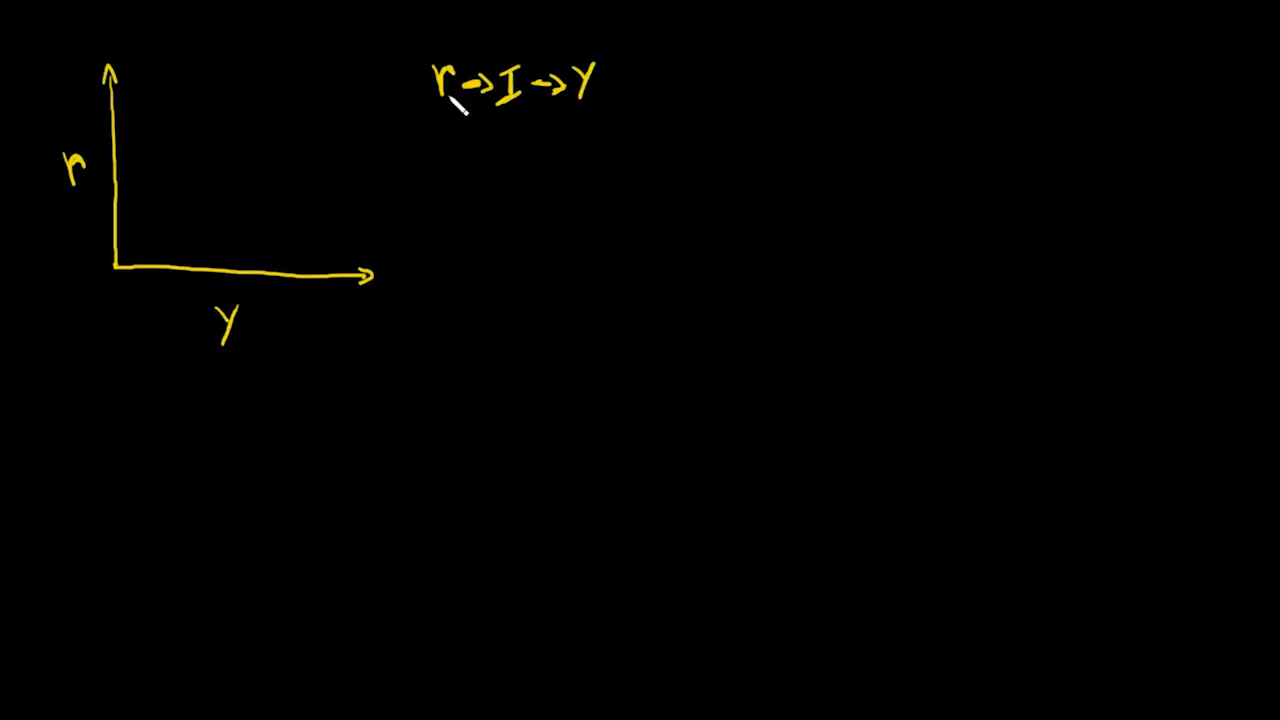 r → I → Y
r
Y